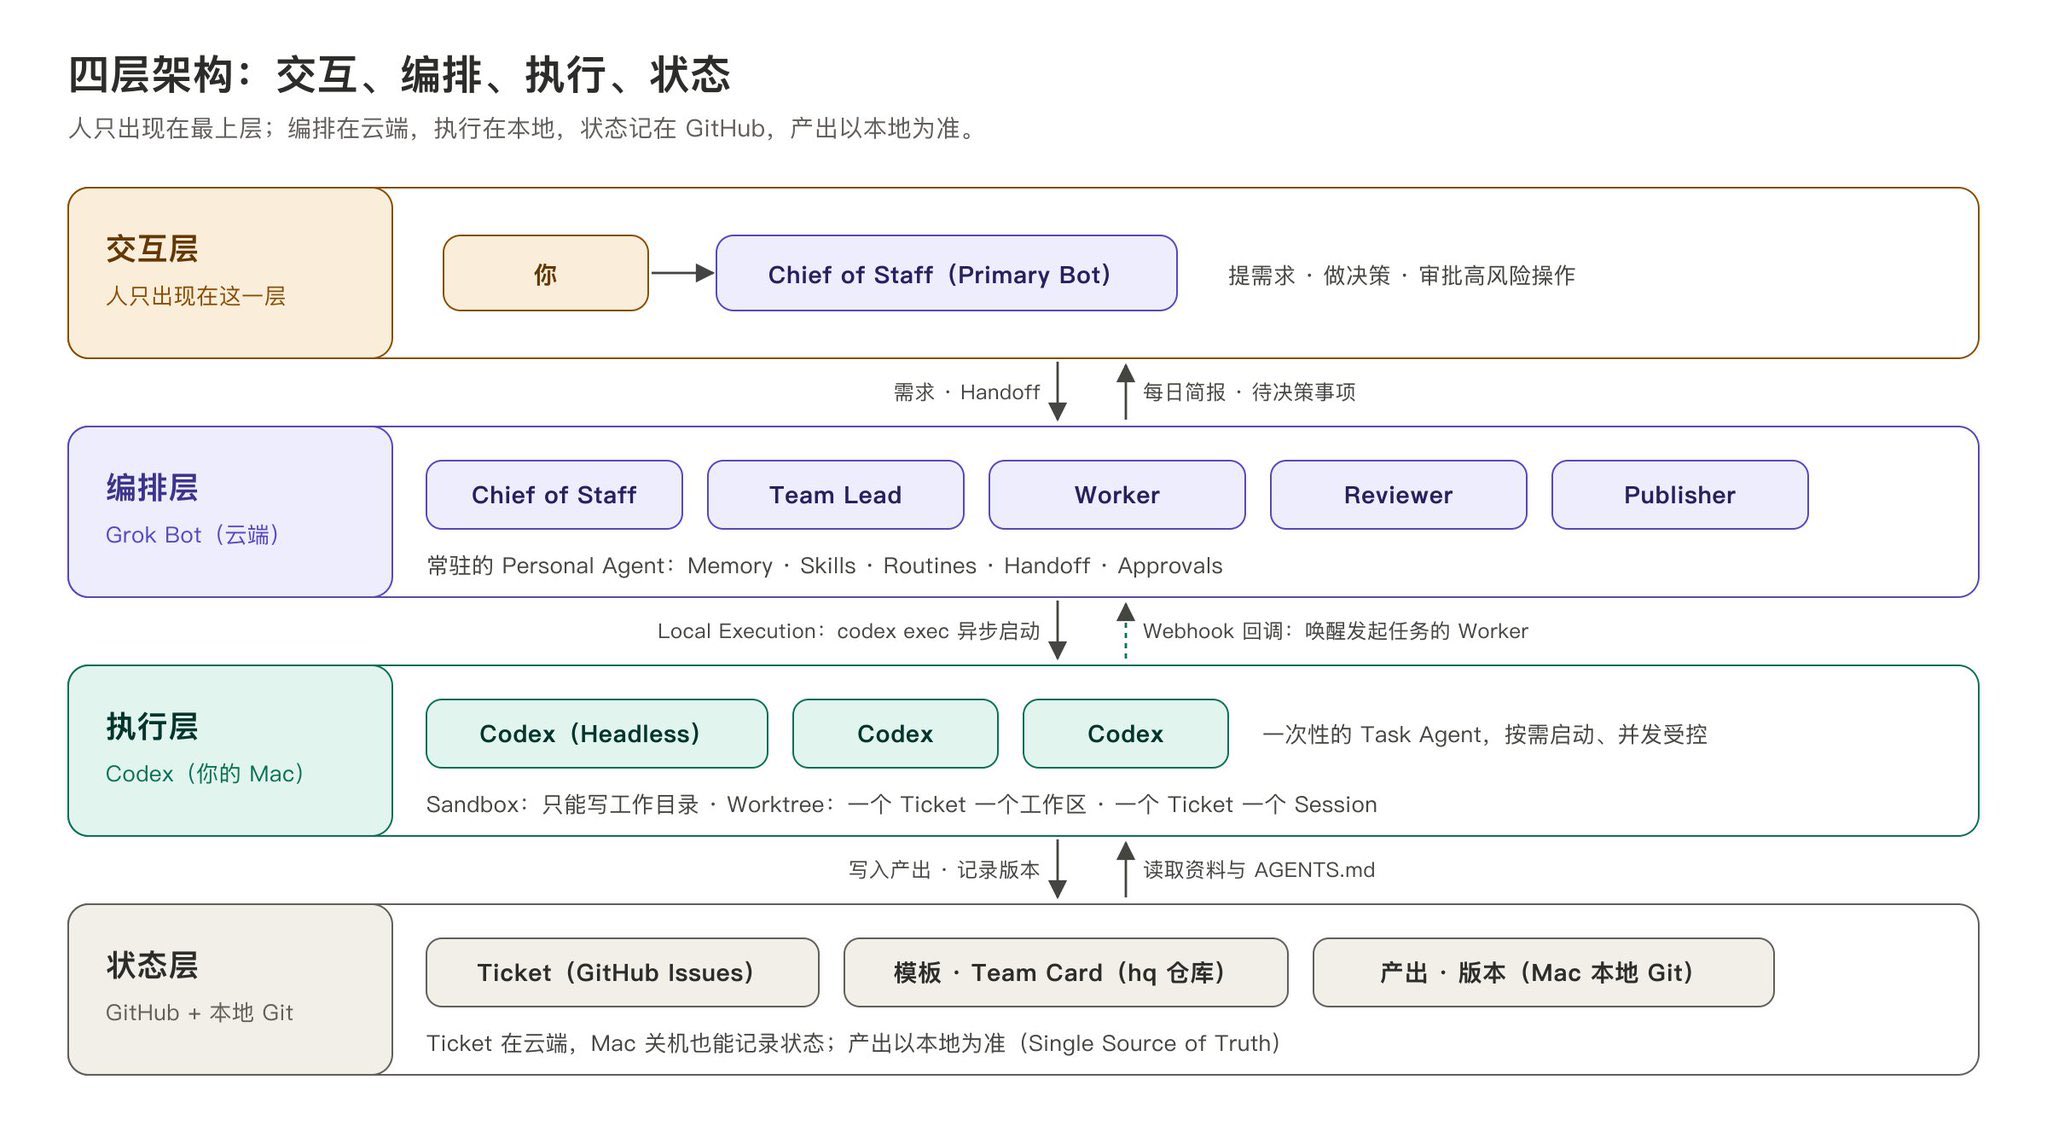 四层架构：交互、编排、执行、状态
人只出现在最上层；编排在云端，执行在本地，状态记在 GitHub，产出以本地为准。
交互层
人只出现在这一层
你
Chief of Staff（Primary Bot）
提需求 · 做决策 · 审批高风险操作
需求 · Handoff
每日简报 · 待决策事项
编排层
Grok Bot（云端）
Chief of Staff
Team Lead
Worker
Reviewer
Publisher
常驻的 Personal Agent：Memory · Skills · Routines · Handoff · Approvals
Local Execution：codex exec 异步启动
Webhook 回调：唤醒发起任务的 Worker
执行层
Codex（你的 Mac）
Codex（Headless）
Codex
Codex
一次性的 Task Agent，按需启动、并发受控
Sandbox：只能写工作目录 · Worktree：一个 Ticket 一个工作区 · 一个 Ticket 一个 Session
写入产出 · 记录版本
读取资料与 AGENTS.md
状态层
GitHub + 本地 Git
Ticket（GitHub Issues）
模板 · Team Card（hq 仓库）
产出 · 版本（Mac 本地 Git）
Ticket 在云端，Mac 关机也能记录状态；产出以本地为准（Single Source of Truth）